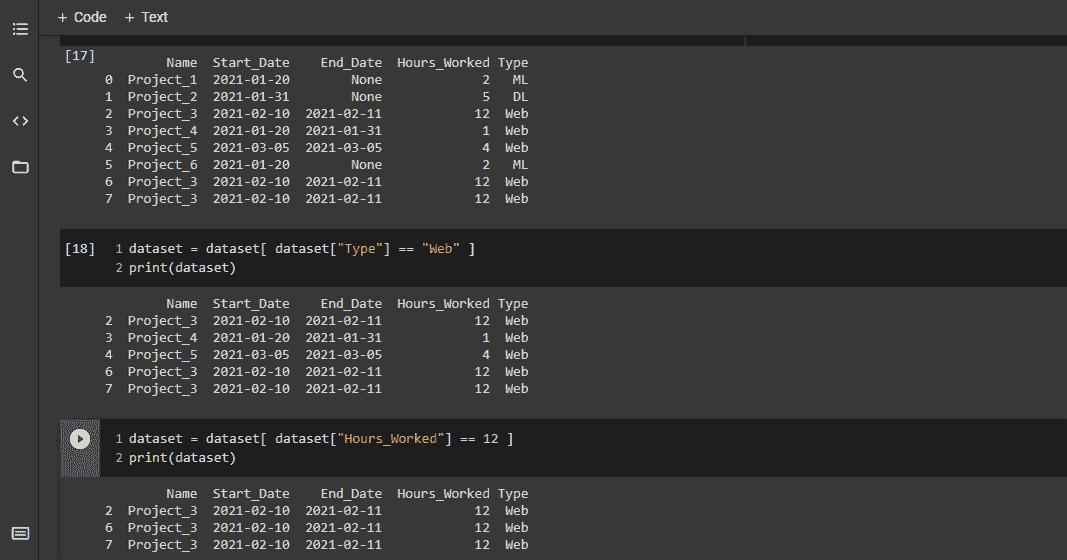 + Code + Text
[17]
Name Start_Date End_Date Hours_Worked Type
0 Project_1 2021-01-20 None 2 ML
1 Project_2 2021-01-31 None 5 DL
2 Project_3 2021-02-10 2021-02-11 12 Web
3 Project_4 2021-01-20 2021-01-31 1 Web
4 Project_5 2021-03-05 2021-03-05 4 Web
5 Project_6 2021-01-20 None 2 ML
6 Project_3 2021-02-10 2021-02-11 12 Web
7 Project_3 2021-02-10 2021-02-11 12 Web
[18] 1 dataset = dataset[ dataset["Type"] == "Web" ]
2 print(dataset)
Name Start_Date End_Date Hours_Worked Type
2 Project_3 2021-02-10 2021-02-11 12 Web
3 Project_4 2021-01-20 2021-01-31 1 Web
4 Project_5 2021-03-05 2021-03-05 4 Web
6 Project_3 2021-02-10 2021-02-11 12 Web
7 Project_3 2021-02-10 2021-02-11 12 Web
1 dataset = dataset[ dataset["Hours_Worked"] == 12 ]
2 print(dataset)
Name Start_Date End_Date Hours_Worked Type
2 Project_3 2021-02-10 2021-02-11 12 Web
6 Project_3 2021-02-10 2021-02-11 12 Web
7 Project_3 2021-02-10 2021-02-11 12 Web